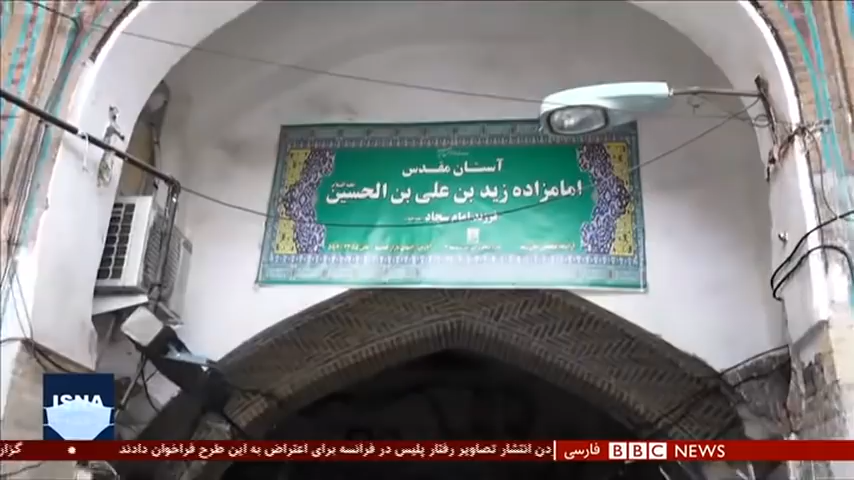 آستان مقدس
امامزاده زید بن علی بن الحسین
فرزند امام سجاد
ISNA
گزار • دن انتشار تصاویر رفتار پلیس در فرانسه برای اعتراض به این طرح فراخوان دادند
BBC NEWS فارسی